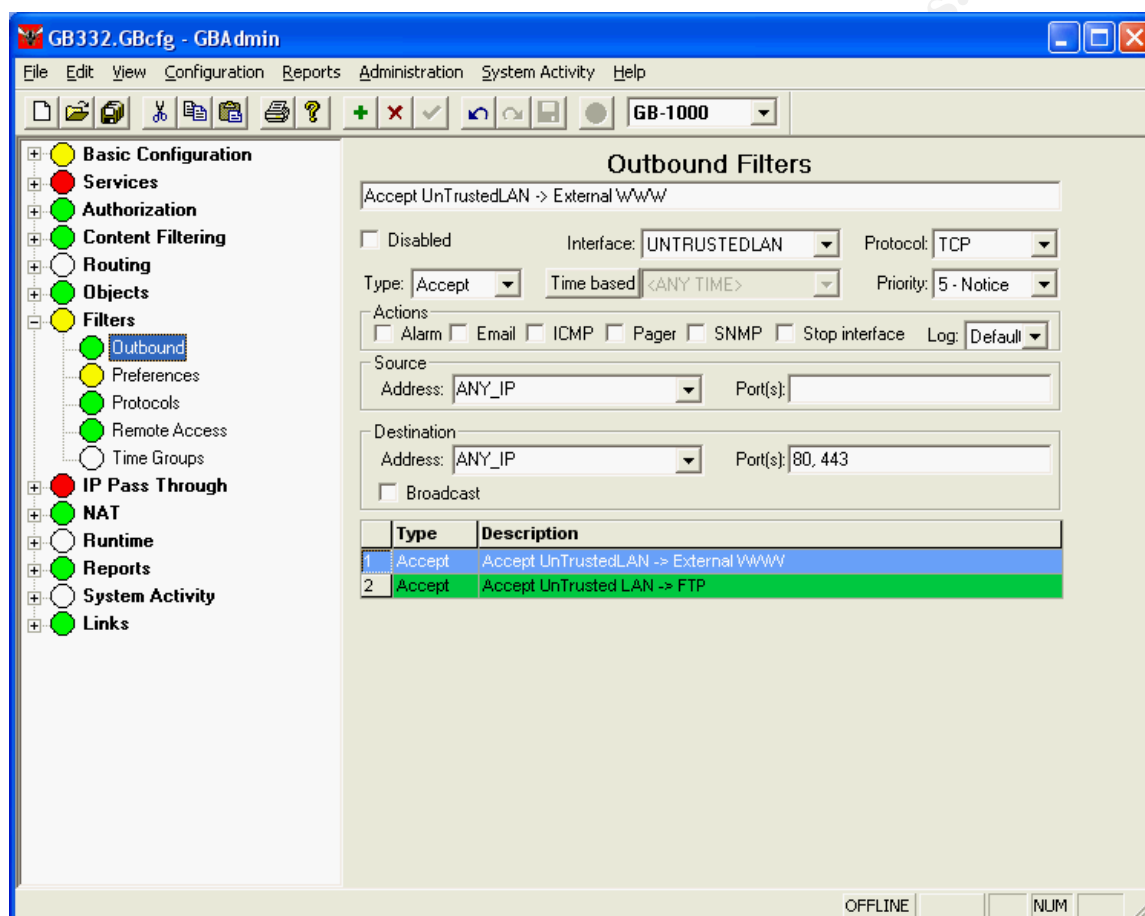 GB332.GBcfg - GBAdmin
File Edit View Configuration Reports Administration System Activity Help
GB-1000
Basic Configuration
Services
Authorization
Content Filtering
Routing
Objects
Filters
Outbound
Preferences
Protocols
Remote Access
Time Groups
IP Pass Through
NAT
Runtime
Reports
System Activity
Links
Outbound Filters
Accept UnTrustedLAN -> External WWW
Disabled Interface: UNTRUSTEDLAN Protocol: TCP
Type: Accept Time based <ANY TIME> Priority: 5 - Notice
Actions
Alarm Email ICMP Pager SNMP Stop interface Log: Default
Source
Address: ANY_IP Port(s):
Destination
Address: ANY_IP Port(s): 80, 443
Broadcast
Type Description
1 Accept Accept UnTrustedLAN -> External WWW
2 Accept Accept UnTrusted LAN -> FTP
OFFLINE NUM